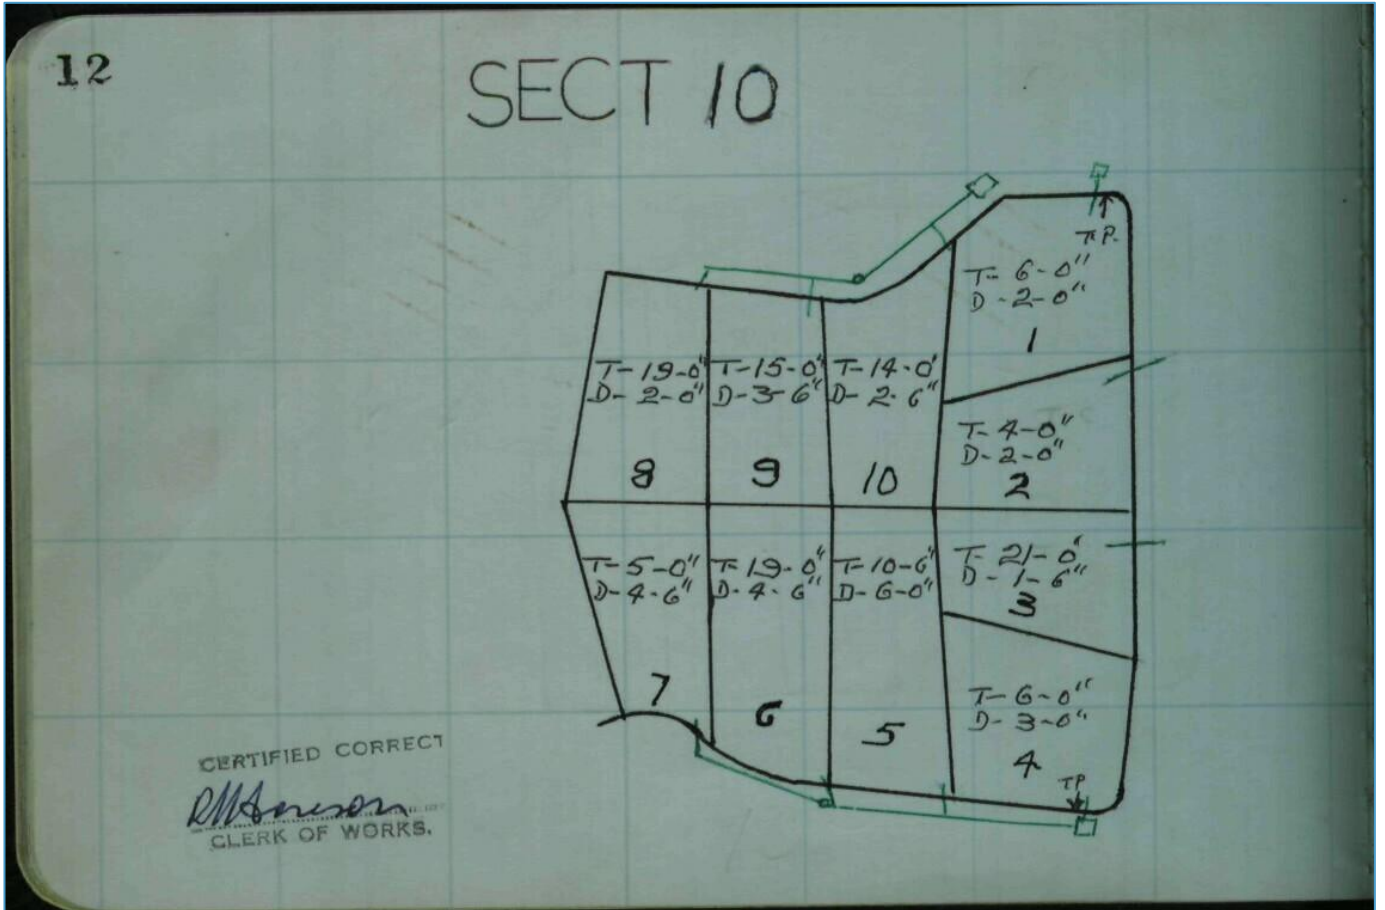 12
SECT 10
T.P.
T- 6-0"
D-2-0"
1
T-19-0"
D-2-0"
8
T-15-0"
D-3-6"
9
T-14-0"
D-2-6"
10
T-4-0"
D-2-0"
2
T-5-0"
D-4-6"
7
T-19-0"
D-4-6"
6
T-10-6"
D-6-0"
5
T-21-0"
D-1-6"
3
T-6-0"
D-3-0"
4
TP
CERTIFIED CORRECT
CLERK OF WORKS.